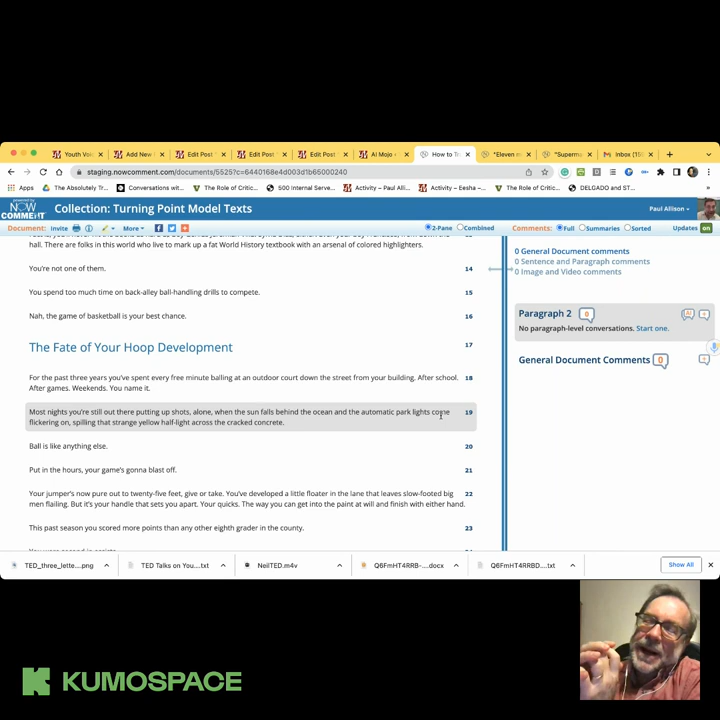 Youth Voi
Add New
Edit Post
Edit Post
Edit Post
AI Mojo
How to Tr
"Eleven m
"Superma
Inbox (15
staging.nowcomment.com/documents/5525?c=6440168e4d003d1b65000240
Apps
The Absolutely Tr...
Conversations wit...
The Role of Critic...
500 Internal Serve...
Activity – Paul Alli...
Activity – Eesha –...
The Role of Critic...
DELGADO and ST...
NOW COMMENT
Collection: Turning Point Model Texts
Paul Allison
Document: Invite
More
2-Pane
Combined
Comments:
Full
Summaries
Sorted
Updates
on
hall. There are folks in this world who live to mark up a fat World History textbook with an arsenal of colored highlighters.
You're not one of them.
14
You spend too much time on back-alley ball-handling drills to compete.
15
Nah, the game of basketball is your best chance.
16
The Fate of Your Hoop Development
17
For the past three years you've spent every free minute balling at an outdoor court down the street from your building. After school.
18
After games. Weekends. You name it.
Most nights you're still out there putting up shots, alone, when the sun falls behind the ocean and the automatic park lights come
19
flickering on, spilling that strange yellow half-light across the cracked concrete.
Ball is like anything else.
20
Put in the hours, your game's gonna blast off.
21
Your jumper's now pure out to twenty-five feet, give or take. You've developed a little floater in the lane that leaves slow-footed big
22
men flailing. But it's your handle that sets you apart. Your quicks. The way you can get into the paint at will and finish with either hand.
This past season you scored more points than any other eighth grader in the county.
23
0 General Document comments
0 Sentence and Paragraph comments
0 Image and Video comments
Paragraph 2
0
AI
No paragraph-level conversations. Start one.
General Document Comments
0
TED_three_lette....png
TED Talks on You....txt
NeilTED.m4v
Q6FmHT4RRB-....docx
Q6FmHT4RRBD....txt
Show All
KUMOSPACE